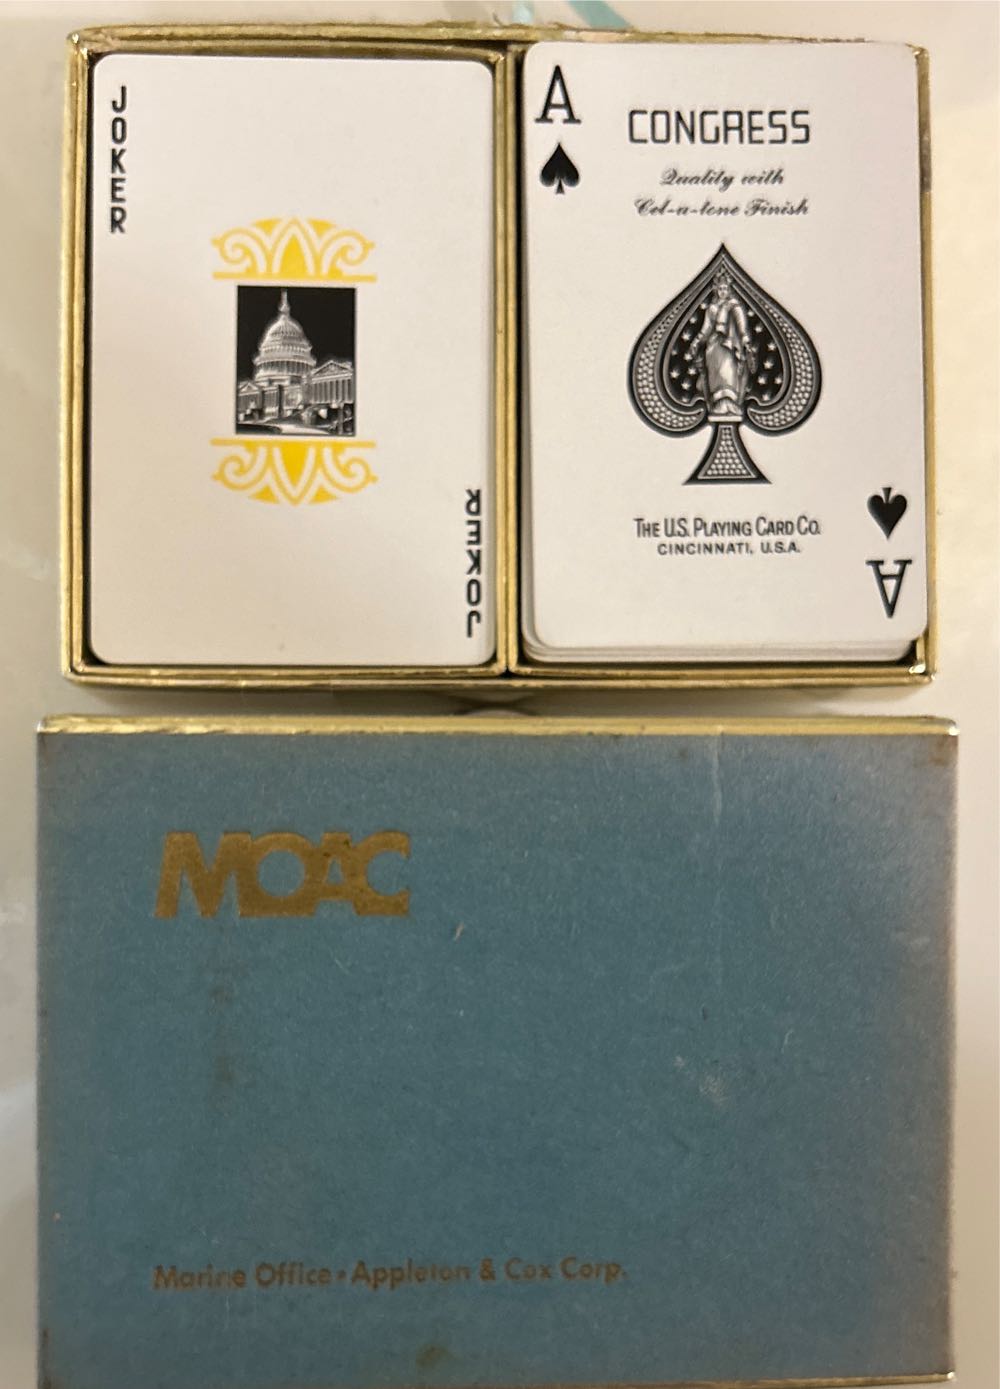 JOKER
JOKER
A
CONGRESS
Quality with
Cel-u-tone Finish
THE U.S. PLAYING CARD CO.
CINCINNATI, U.S.A.
A
MOAC
Marine Office • Appleton & Cox Corp.